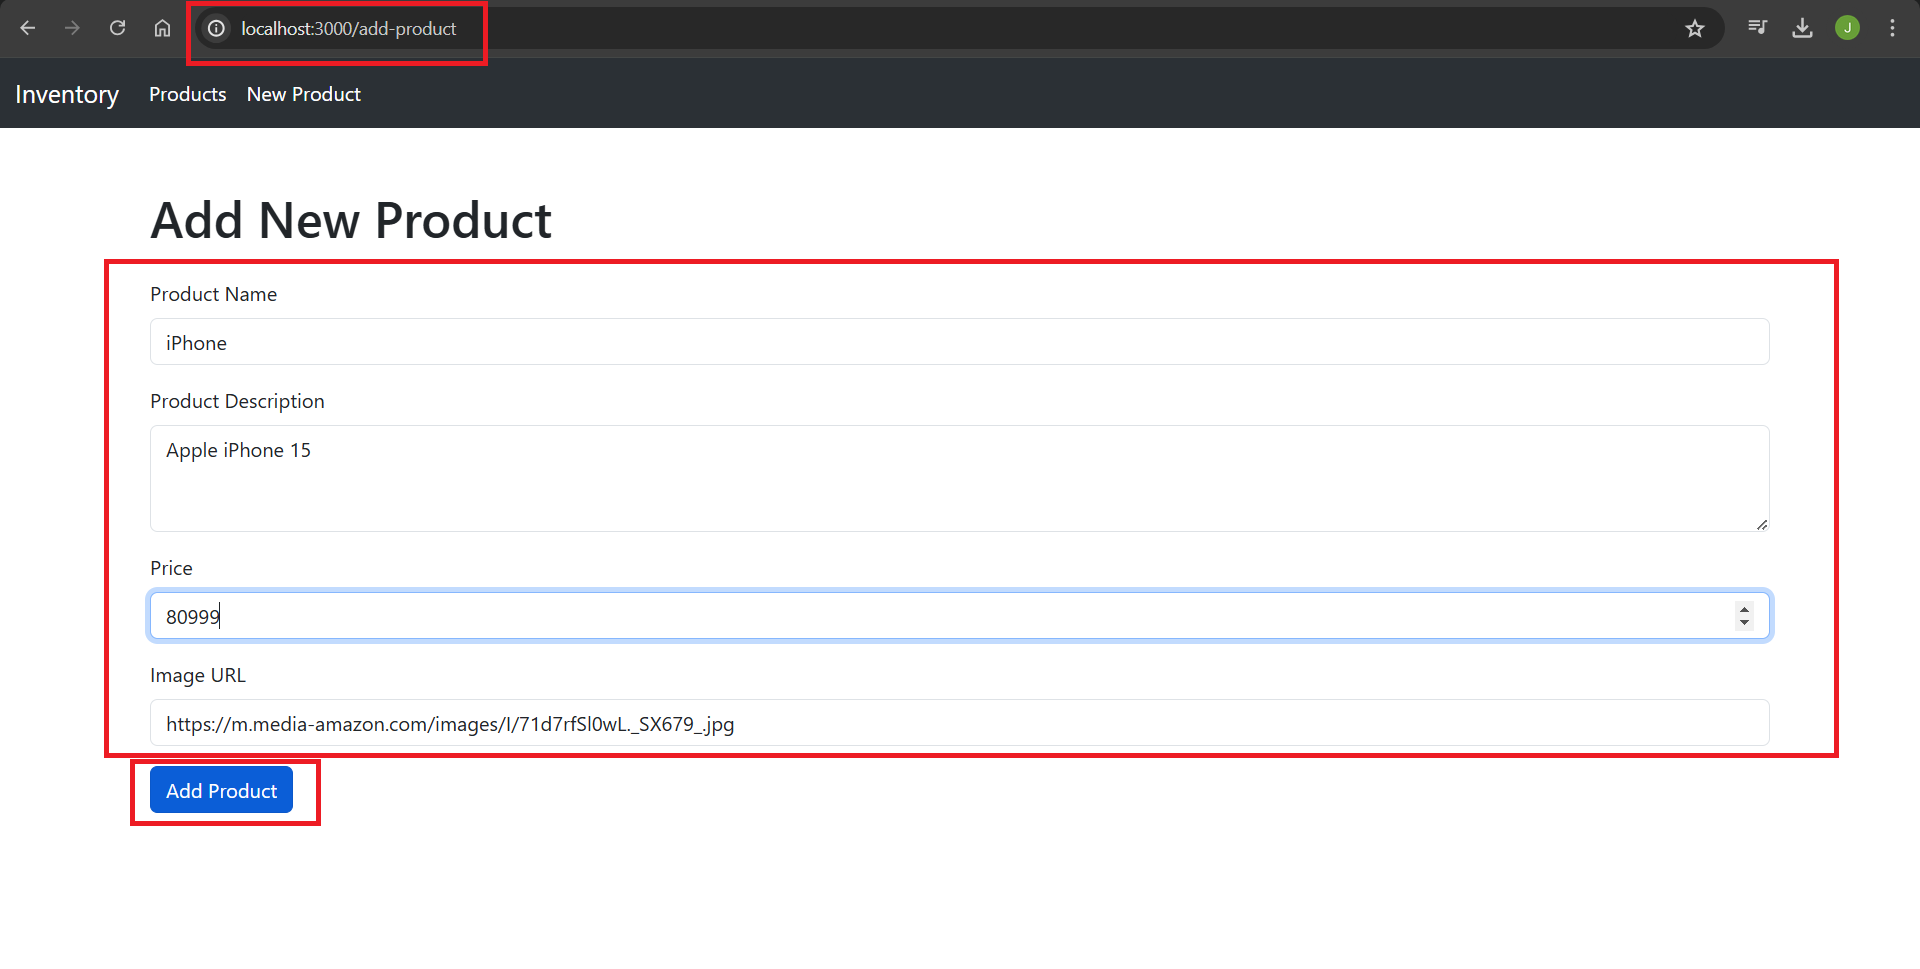 localhost:3000/add-product
J
Inventory Products New Product
Add New Product
Product Name
iPhone
Product Description
Apple iPhone 15
Price
80999
Image URL
https://m.media-amazon.com/images/I/71d7rfSl0wL._SX679_.jpg
Add Product